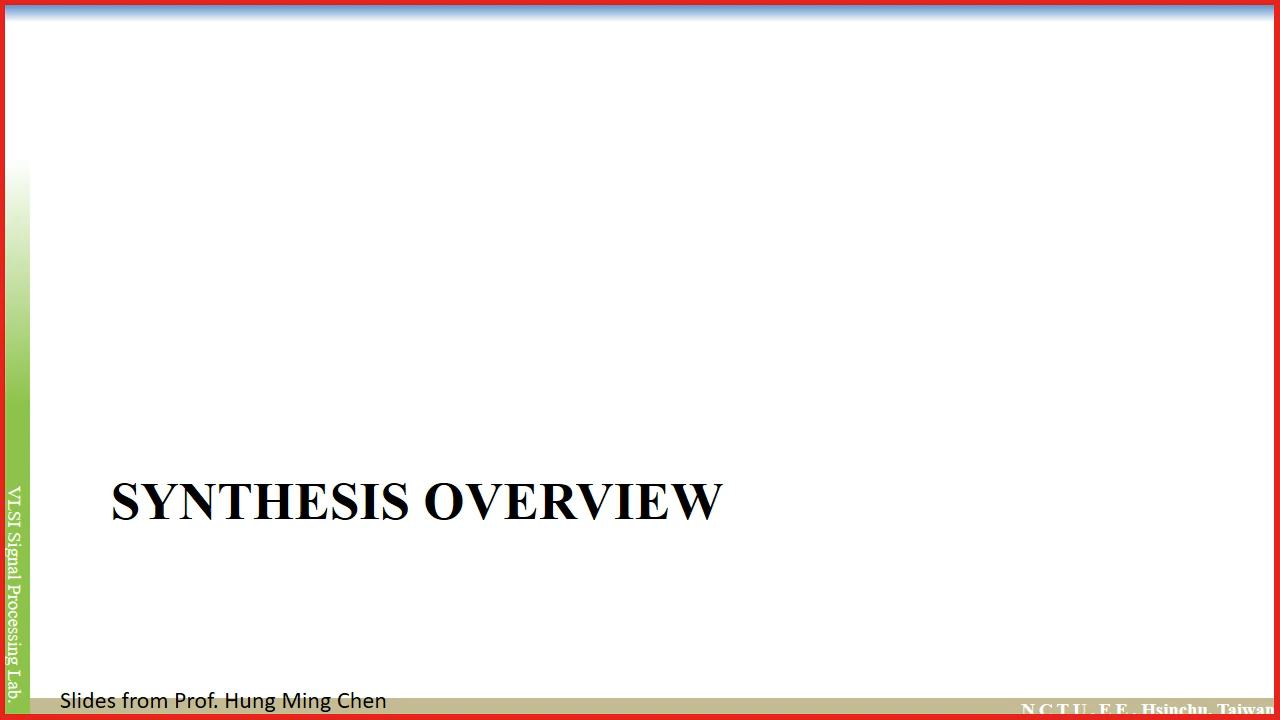 SYNTHESIS OVERVIEW
VLSI Signal Processing Lab.
Slides from Prof. Hung Ming Chen
N C T U . E E . Hsinchu, Taiwan